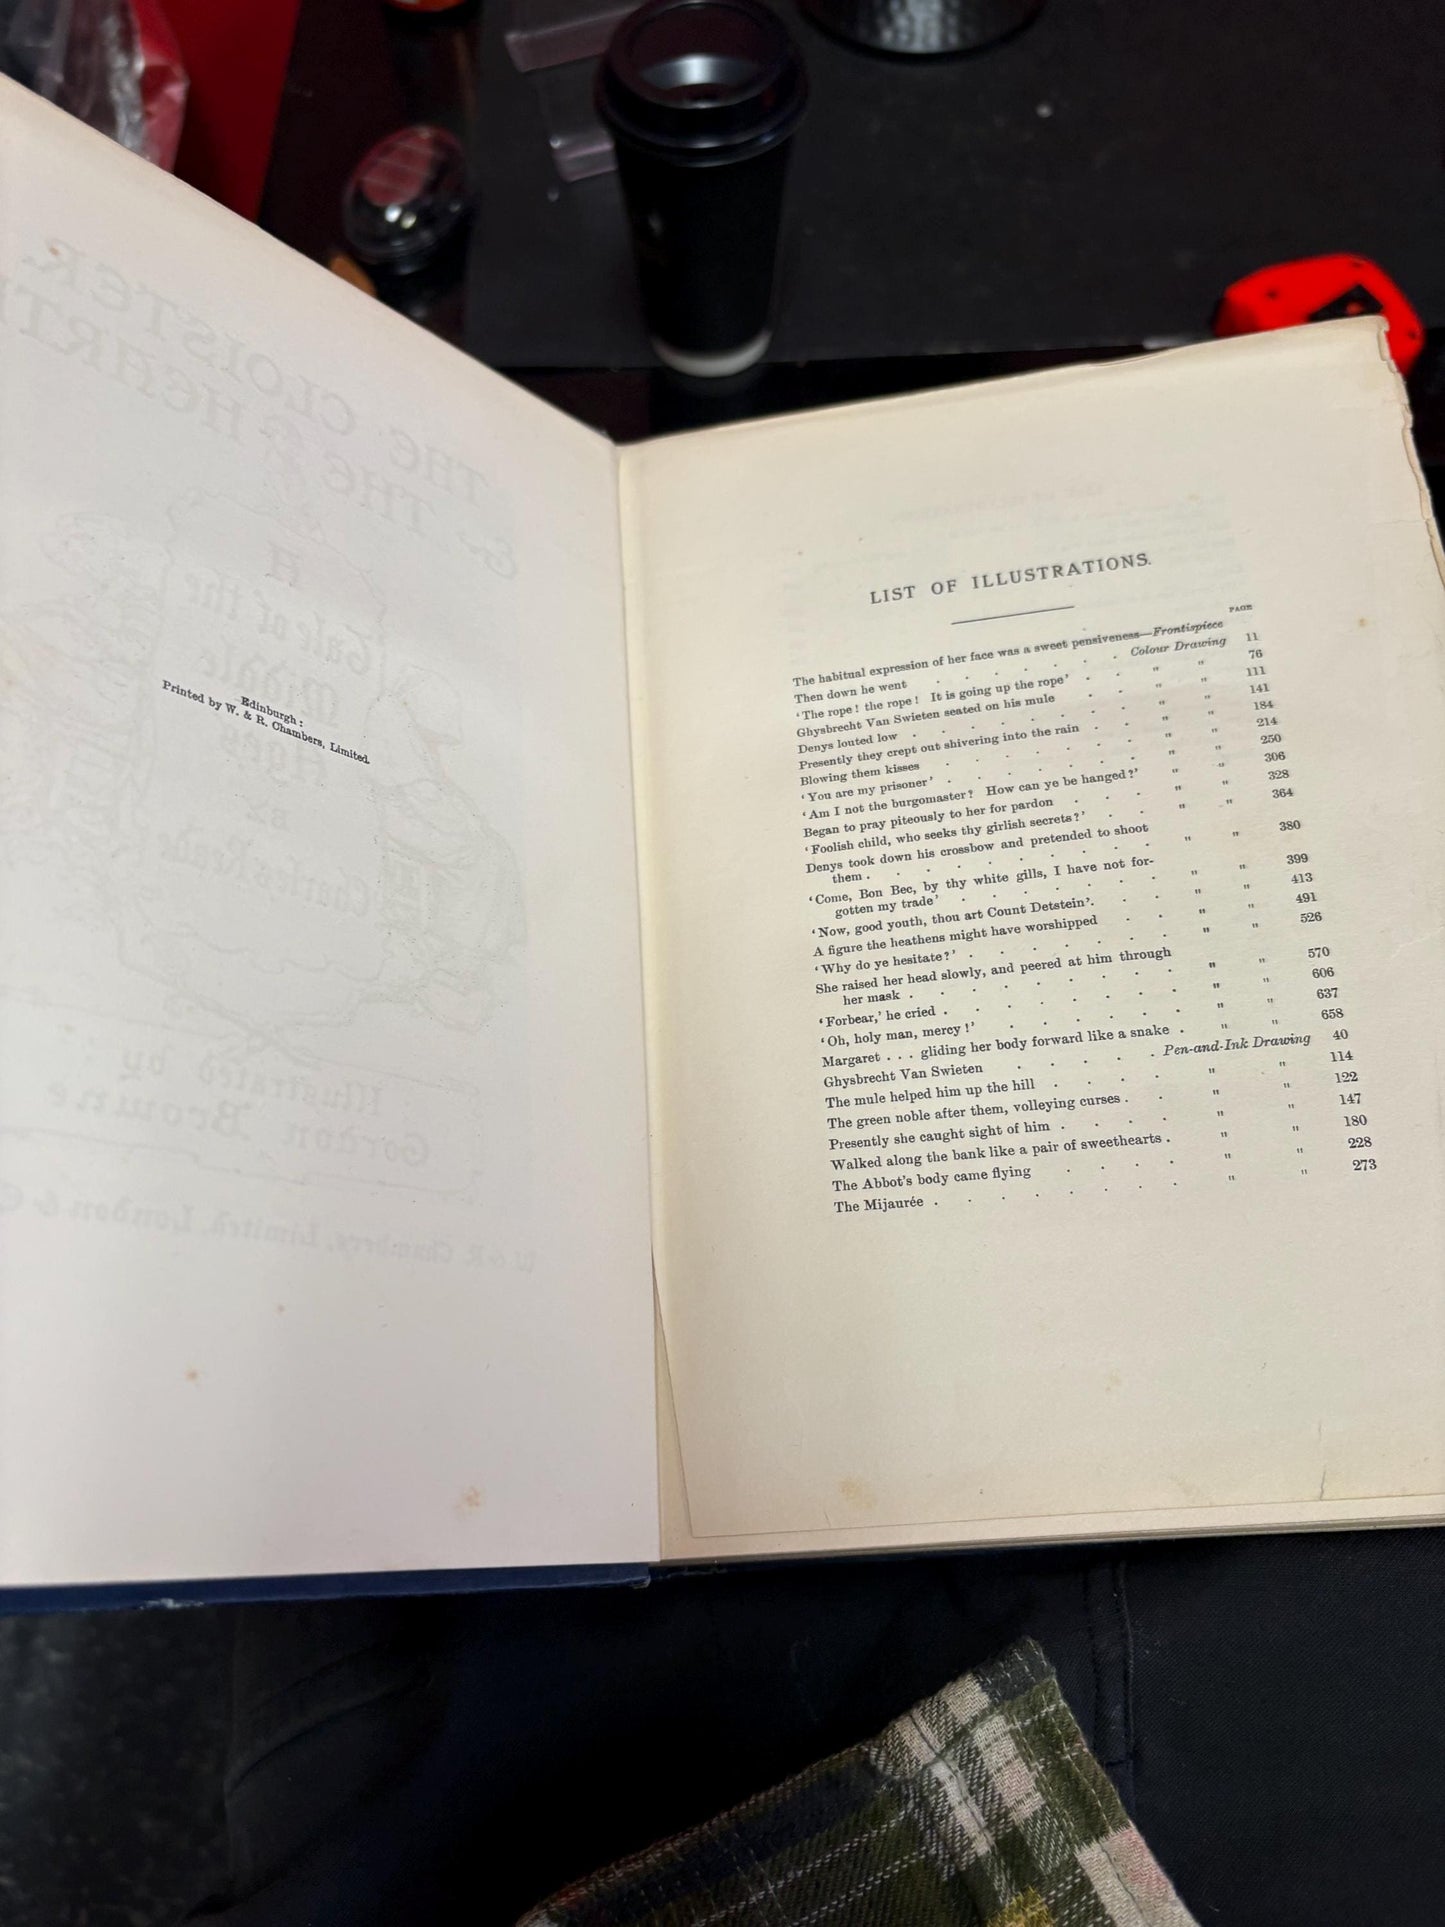 Edinburgh:
Printed by W. & R. Chambers, Limited.
LIST OF ILLUSTRATIONS.
PAGE
The habitual expression of her face was a sweet pensiveness—Frontispiece
Then down he went . . . . . . Colour Drawing 11
‘The rope! the rope! It is going up the rope’ . . " " 76
Ghysbrecht Van Swieten seated on his mule . . " " 111
Denys louted low . . . . . . " " 141
Presently they crept out shivering into the rain . . " " 184
Blowing them kisses . . . . . . " " 214
‘You are my prisoner’ . . . . . . " " 250
‘Am I not the burgomaster? How can ye be hanged?’ " " 306
Began to pray piteously to her for pardon . . . " " 328
‘Foolish child, who seeks thy girlish secrets?’ . . " " 364
Denys took down his crossbow and pretended to shoot
them . . . . . . . . " " 380
‘Come, Bon Bec, by thy white gills, I have not for-
gotten my trade’ . . . . . . " " 399
‘Now, good youth, thou art Count Detstein’. . . " " 413
A figure the heathens might have worshipped . . " " 491
‘Why do ye hesitate?’ . . . . . . " " 526
She raised her head slowly, and peered at him through
her mask . . . . . . . . " " 570
‘Forbear,’ he cried . . . . . . . " " 606
‘Oh, holy man, mercy!’ . . . . . . " " 637
Margaret . . . gliding her body forward like a snake . " " 658
Ghysbrecht Van Swieten . . . . . Pen-and-Ink Drawing 40
The mule helped him up the hill . . . . " " 114
The green noble after them, volleying curses . . " " 122
Presently she caught sight of him . . . . " " 147
Walked along the bank like a pair of sweethearts . " " 180
The Abbot's body came flying . . . . " " 228
The Mijaurée . . . . . . . . " " 273